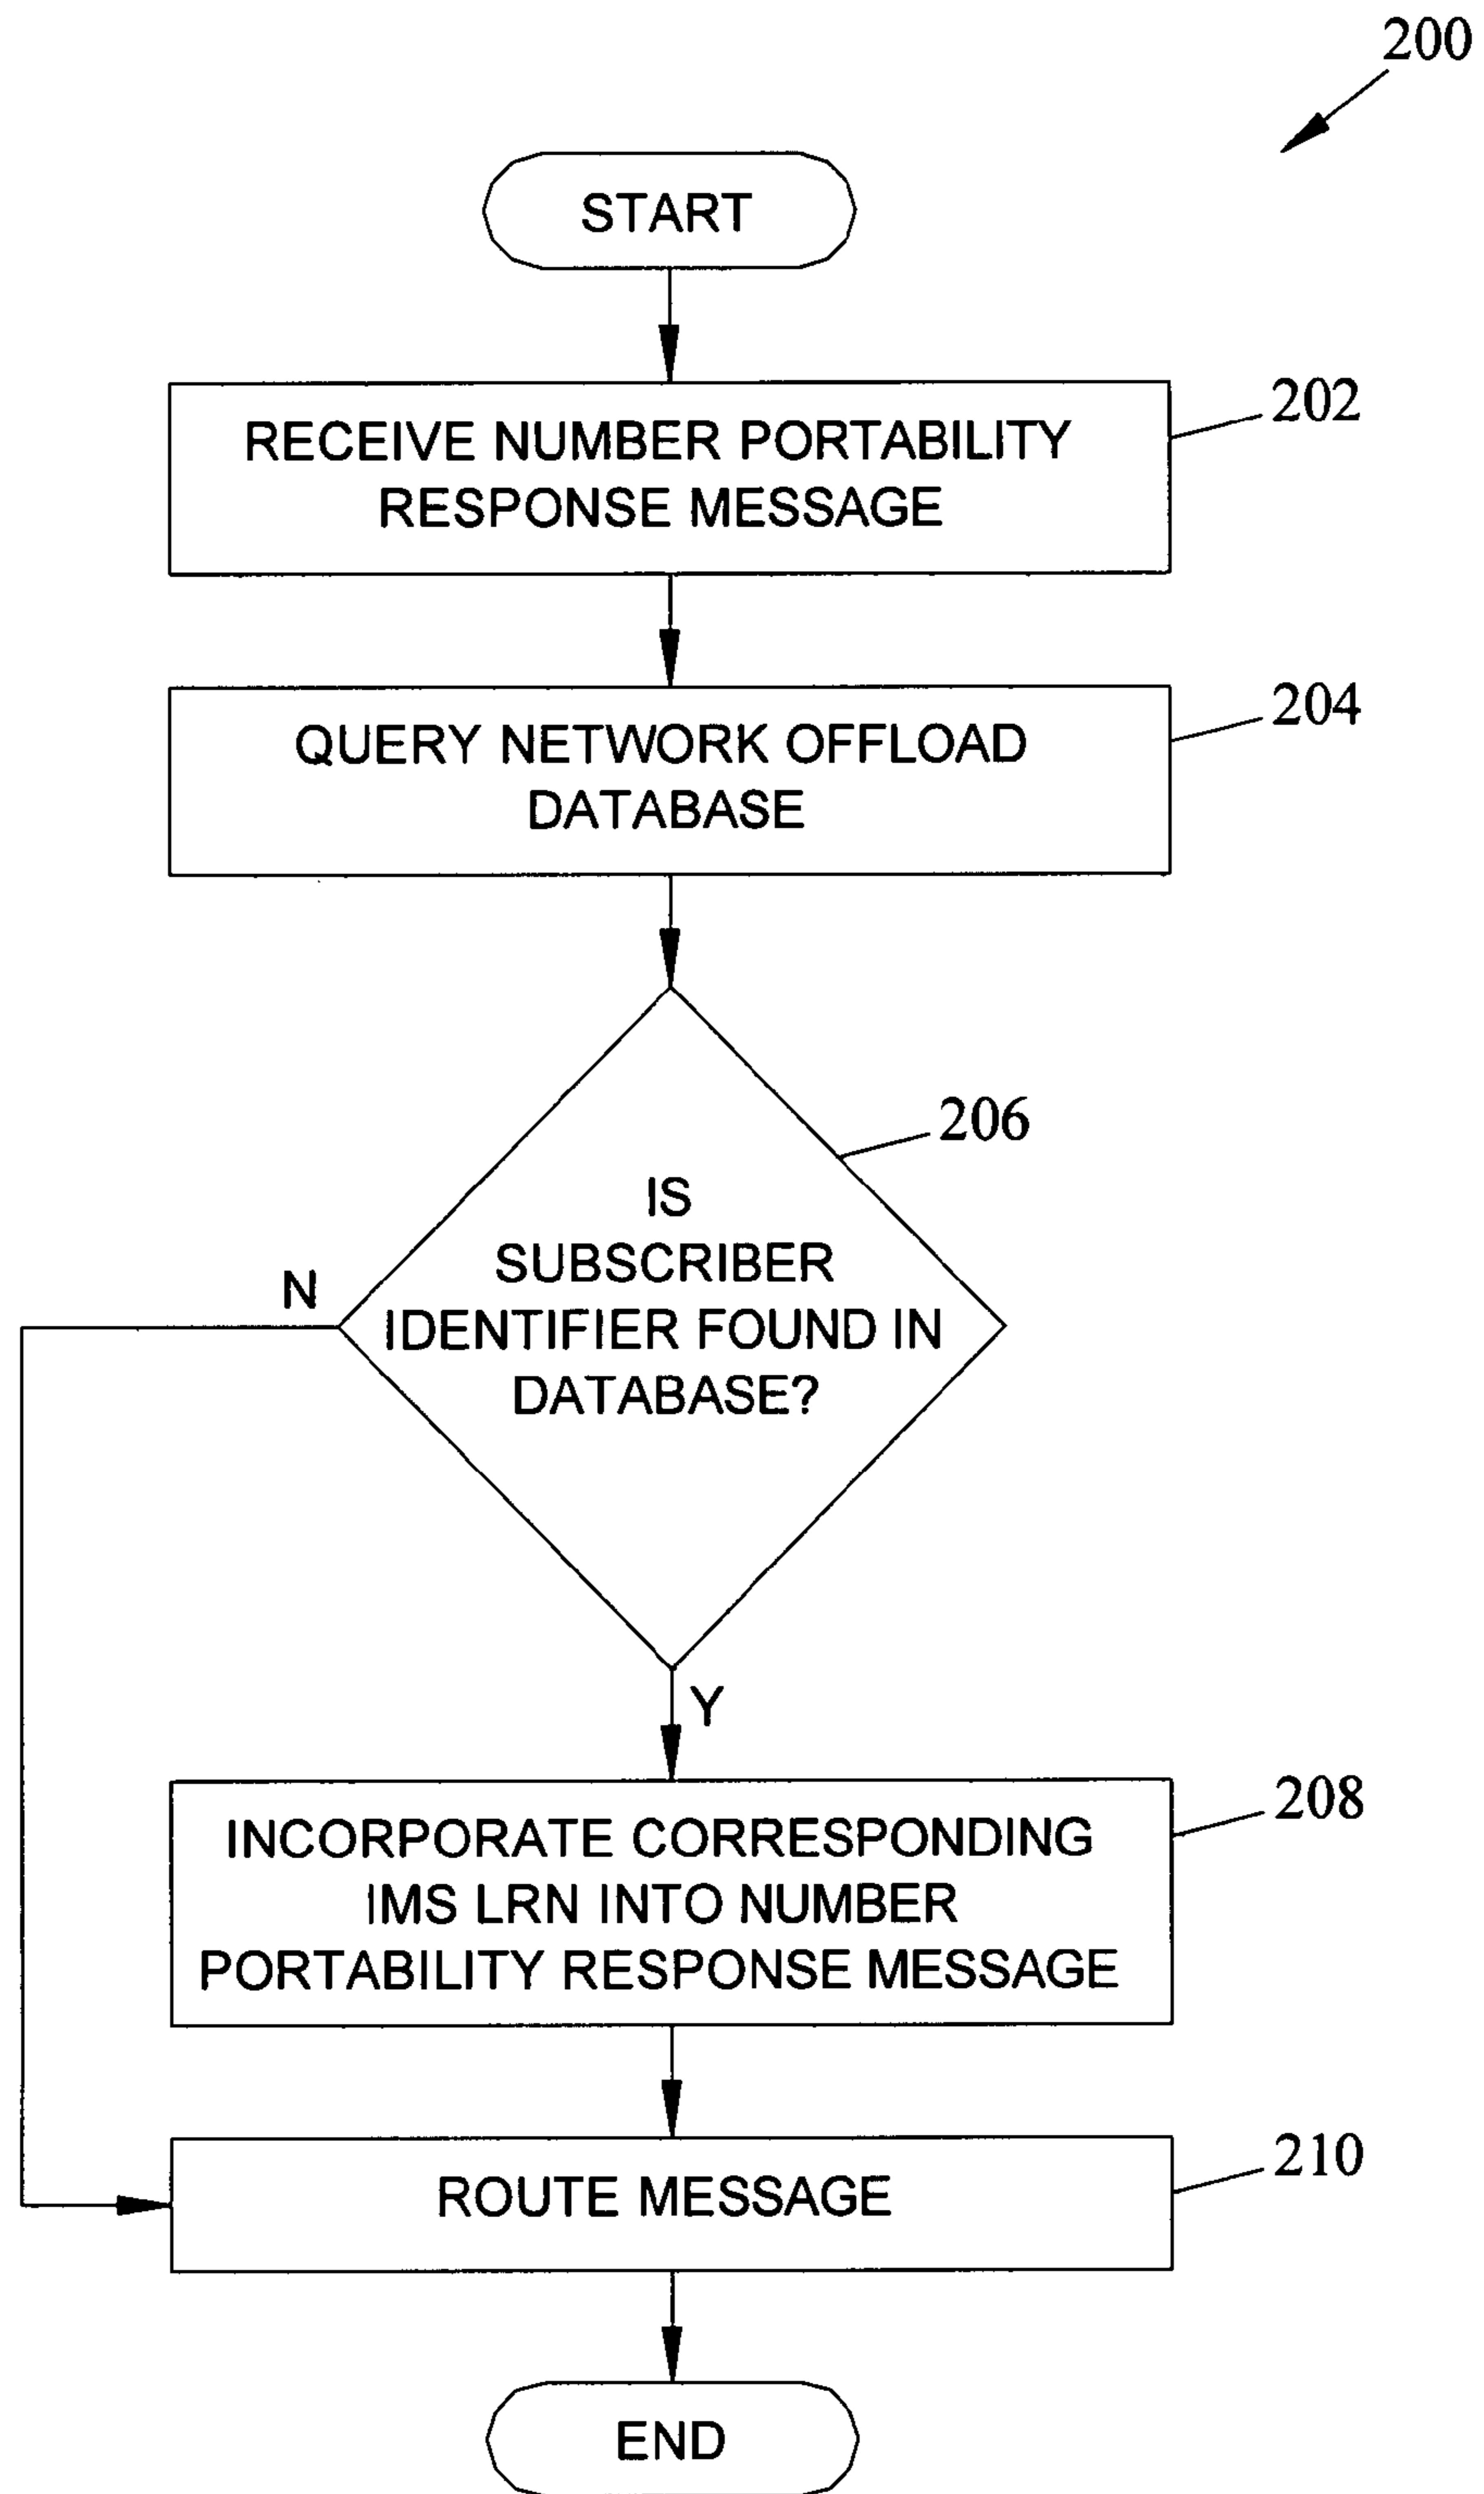 200
START
RECEIVE NUMBER PORTABILITY
RESPONSE MESSAGE
202
QUERY NETWORK OFFLOAD
DATABASE
204
206
IS
SUBSCRIBER
IDENTIFIER FOUND IN
DATABASE?
N
Y
INCORPORATE CORRESPONDING
IMS LRN INTO NUMBER
PORTABILITY RESPONSE MESSAGE
208
ROUTE MESSAGE
210
END